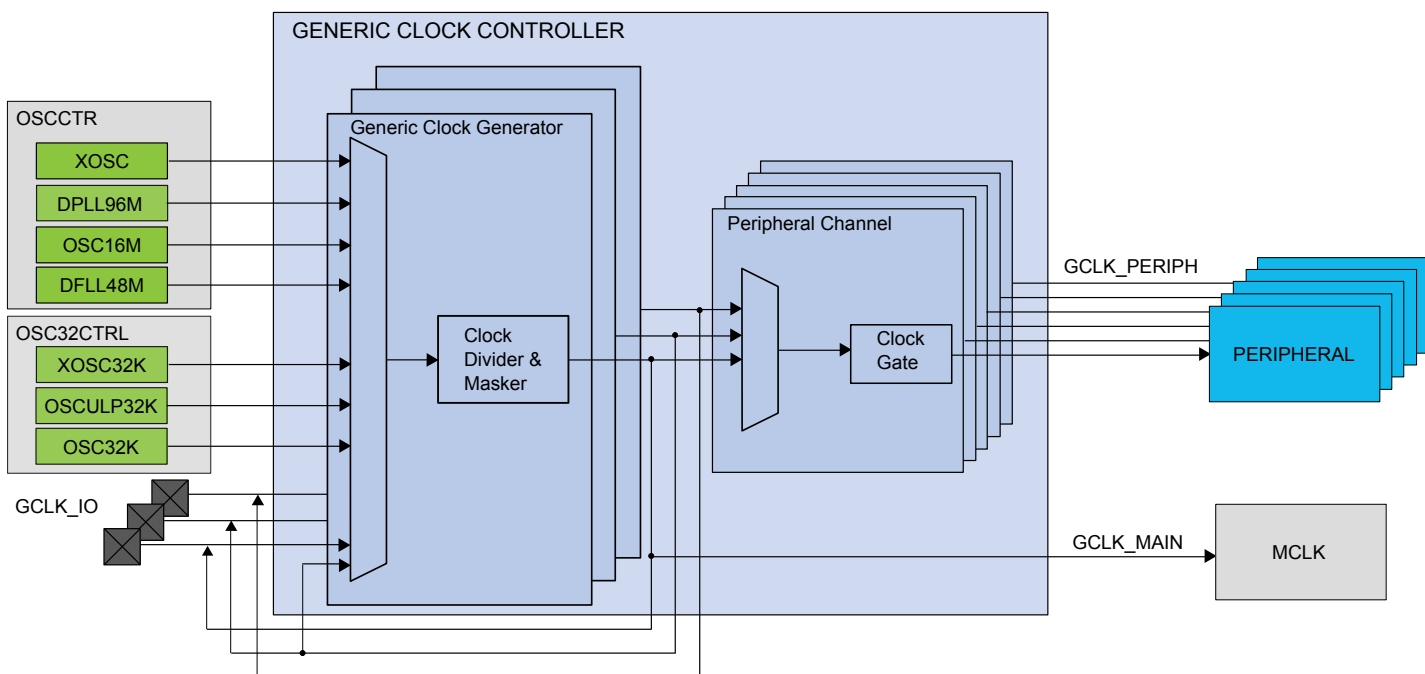 GENERIC CLOCK CONTROLLER
OSCCTR
XOSC
DPLL96M
OSC16M
DFLL48M
OSC32CTRL
XOSC32K
OSCULP32K
OSC32K
GCLK_IO
Generic Clock Generator
Clock
Divider &
Masker
Peripheral Channel
Clock
Gate
GCLK_PERIPH
PERIPHERAL
GCLK_MAIN
MCLK